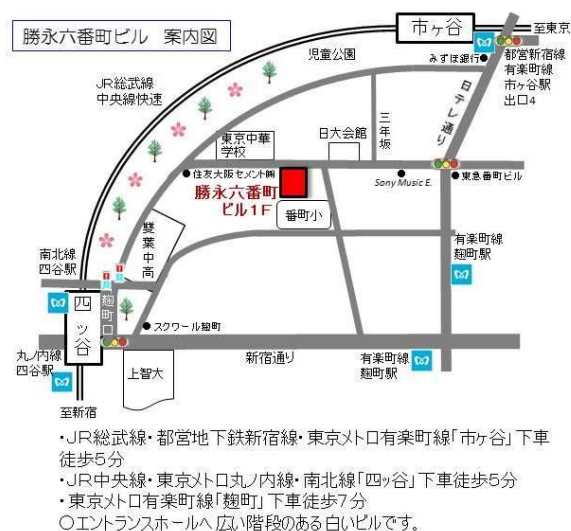 勝永六番町ビル 案内図
市ヶ谷
至東京
児童公園
みずほ銀行
都営新宿線
有楽町線
市ヶ谷駅
出口4
JR総武線
中央線快速
日テレ通り
三年坂
東京中華
学校
日大会館
住友大阪セメント㈱
Sony Music E.
東急番町ビル
勝永六番町
ビル1F
番町小
雙葉中高
南北線
四谷駅
有楽町線
麹町駅
麹町口
四ッ谷
スクワール麹町
丸ノ内線
四谷駅
新宿通り
有楽町線
麹町駅
上智大
至新宿
・JR総武線・都営地下鉄新宿線・東京メトロ有楽町線「市ヶ谷」下車
徒歩5分
・JR中央線・東京メトロ丸ノ内線・南北線「四ッ谷」下車徒歩5分
・東京メトロ有楽町線「麹町」下車徒歩7分
○エントランスホールへ広い階段のある白いビルです。